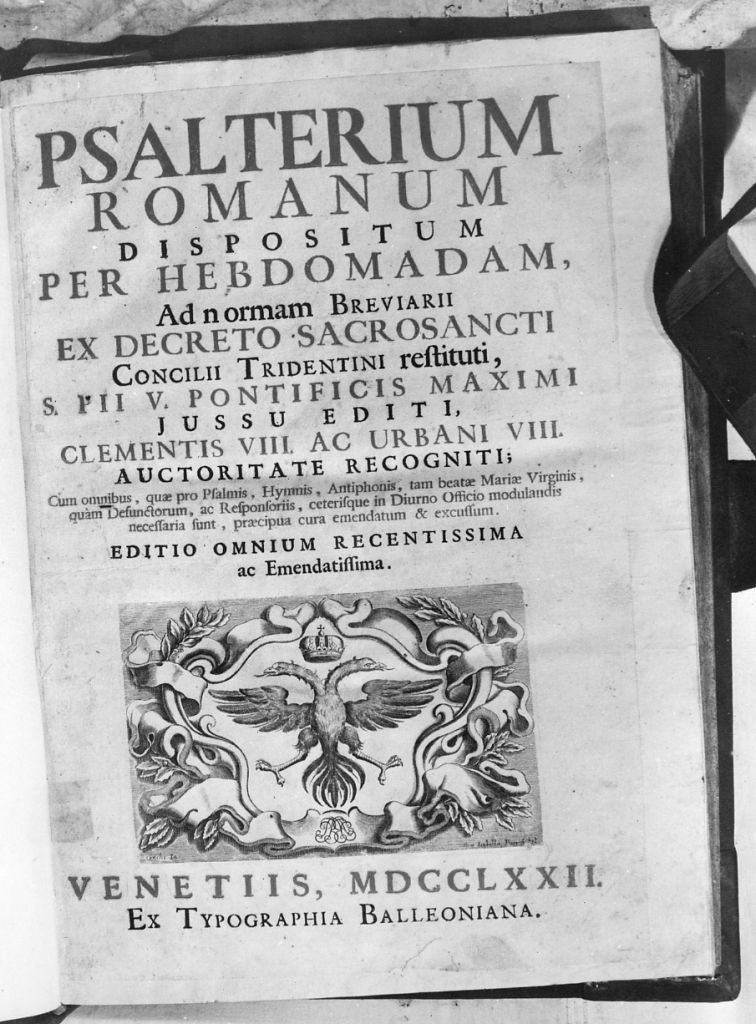 PSALTERIUM
ROMANUM
DISPOSITUM
PER HEBDOMADAM,
Ad normam BREVIARII
EX DECRETO SACROSANCTI
CONCILII TRIDENTINI reſtituti,
S. PII V. PONTIFICIS MAXIMI
JUSSU EDITI,
CLEMENTIS VIII. AC URBANI VIII.
AUCTORITATE RECOGNITI;
Cum omnibus, quæ pro Pſalmis, Hymnis, Antiphonis, tam beatæ Mariæ Virginis,
quàm Defunctorum, ac Reſponſoriis, ceteriſque in Diurno Officio modulandis
neceſſaria ſunt, præcipua cura emendatum & excuſſum.
EDITIO OMNIUM RECENTISSIMA
ac Emendatiſſima.
VENETIIS, MDCCLXXII.
EX TYPOGRAPHIA BALLEONIANA.